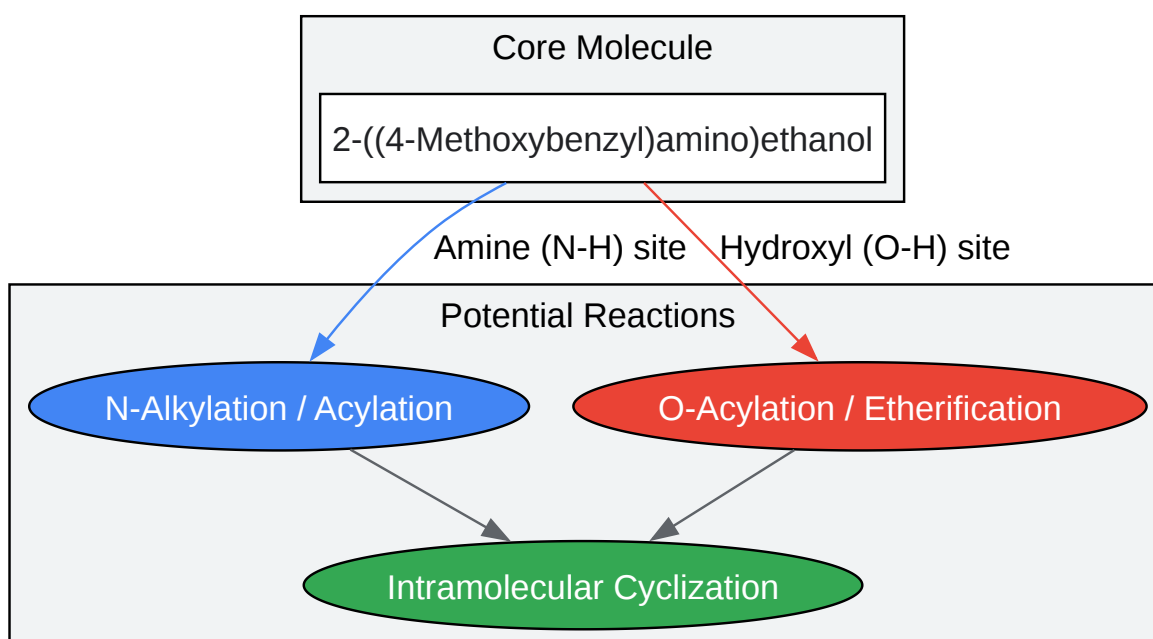 Core Molecule
2-((4-Methoxybenzyl)amino)ethanol
Amine (N-H) site
Hydroxyl (O-H) site
Potential Reactions
N-Alkylation / Acylation
O-Acylation / Etherification
Intramolecular Cyclization